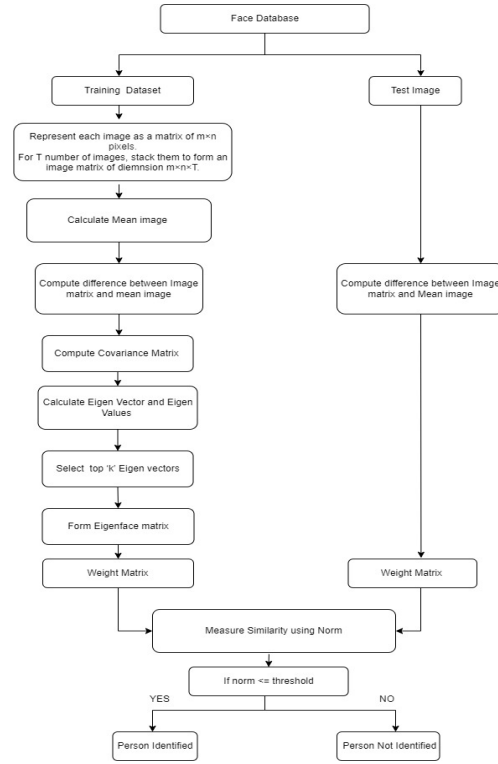 Face Database
Training Dataset
Test Image
Represent each image as a matrix of m×n
pixels.
For T number of images, stack them to form an
image matrix of diemnsion m×n×T.
Calculate Mean image
Compute difference between Image
matrix and mean image
Compute difference between Image
matrix and Mean image
Compute Covariance Matrix
Calculate Eigen Vector and Eigen
Values
Select top 'k' Eigen vectors
Form Eigenface matrix
Weight Matrix
Weight Matrix
Measure Similarity using Norm
If norm <= threshold
YES
NO
Person Identified
Person Not Identified